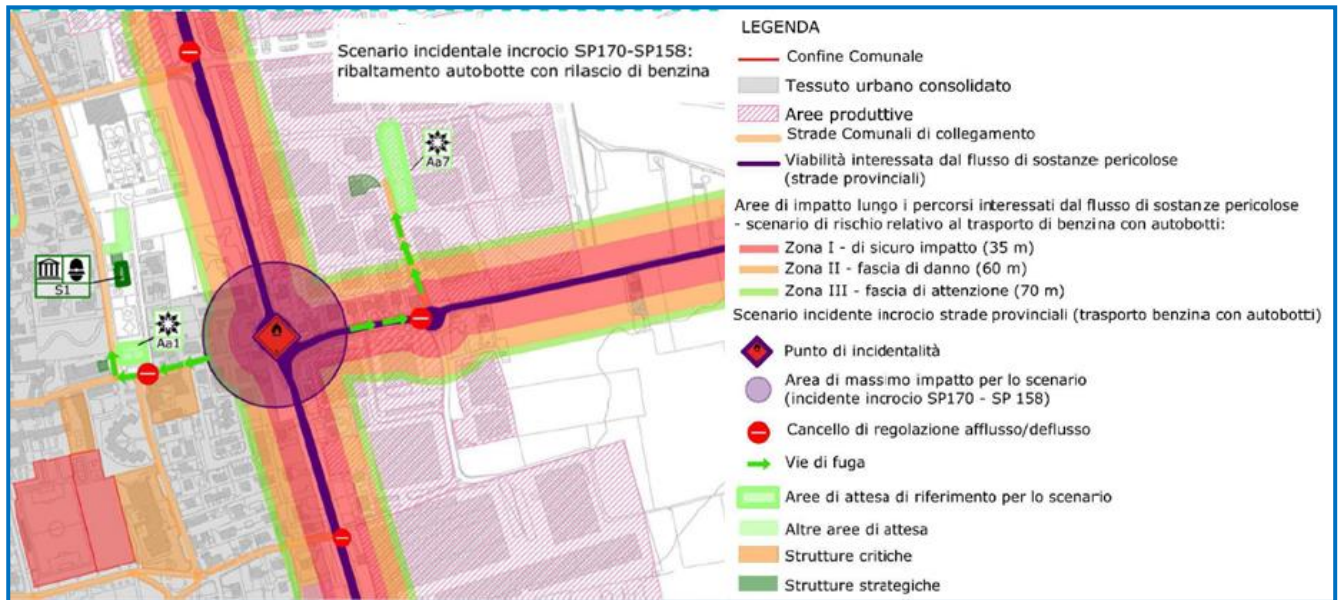 Scenario incidentale incrocio SP170-SP158:
ribaltamento autobotte con rilascio di benzina
Aa7
S1
Aa1
LEGENDA
Confine Comunale
Tessuto urbano consolidato
Aree produttive
Strade Comunali di collegamento
Viabilità interessata dal flusso di sostanze pericolose
(strade provinciali)
Aree di impatto lungo i percorsi interessati dal flusso di sostanze pericolose
- scenario di rischio relativo al trasporto di benzina con autobotti:
Zona I - di sicuro impatto (35 m)
Zona II - fascia di danno (60 m)
Zona III - fascia di attenzione (70 m)
Scenario incidente incrocio strade provinciali (trasporto benzina con autobotti)
Punto di incidentalità
Area di massimo impatto per lo scenario
(incidente incrocio SP170 - SP 158)
Cancello di regolazione afflusso/deflusso
Vie di fuga
Aree di attesa di riferimento per lo scenario
Altre aree di attesa
Strutture critiche
Strutture strategiche